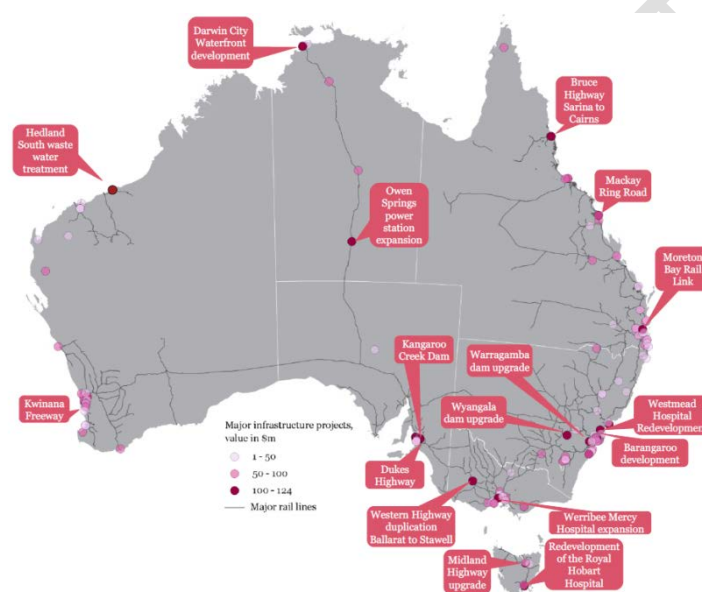 Darwin City
Waterfront
development
Bruce
Highway
Sarina to
Cairns
Hedland
South waste
water
treatment
Mackay
Ring Road
Owen
Springs
power
station
expansion
Moreton
Bay Rail
Link
Kangaroo
Creek Dam
Warragamba
dam upgrade
Kwinana
Freeway
Wyangala
dam upgrade
Westmead
Hospital
Redevelopment
Barangaroo
development
Major infrastructure projects,
value in $m
1 - 50
50 - 100
100 - 124
Major rail lines
Dukes
Highway
Western Highway
duplication
Ballarat to Stawell
Werribee Mercy
Hospital expansion
Midland
Highway
upgrade
Redevelopment
of the Royal
Hobart
Hospital